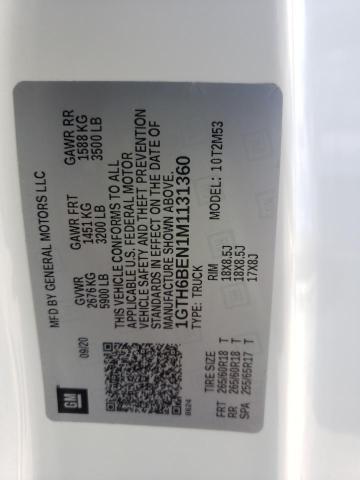 GM
MFD BY GENERAL MOTORS LLC
09/20
GVWR
2676 KG
5900 LB
GAWR FRT
1451 KG
3200 LB
GAWR RR
1588 KG
3500 LB
THIS VEHICLE CONFORMS TO ALL
APPLICABLE U.S. FEDERAL MOTOR
VEHICLE SAFETY AND THEFT PREVENTION
STANDARDS IN EFFECT ON THE DATE OF
MANUFACTURE SHOWN ABOVE.
1GTH6BEN1M1131360
TYPE: TRUCK
MODEL: 10T2M53
8624
TIRE SIZE RIM
FRT 265/60R18 T 18X8.5J
RR 265/60R18 T 18X8.5J
SPA 255/65R17 T 17X8J